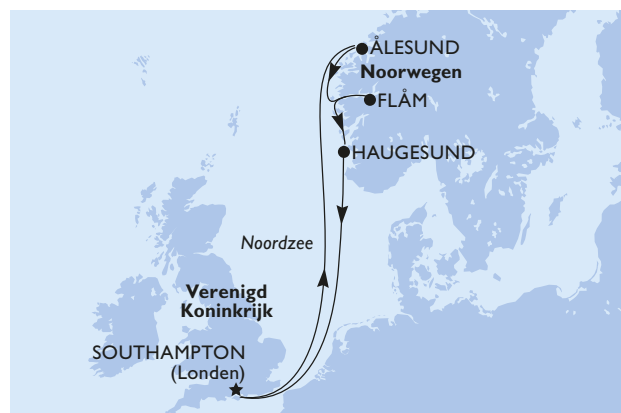 ÅLESUND
Noorwegen
FLÅM
HAUGESUND
Noordzee
Verenigd
Koninkrijk
SOUTHAMPTON
(Londen)